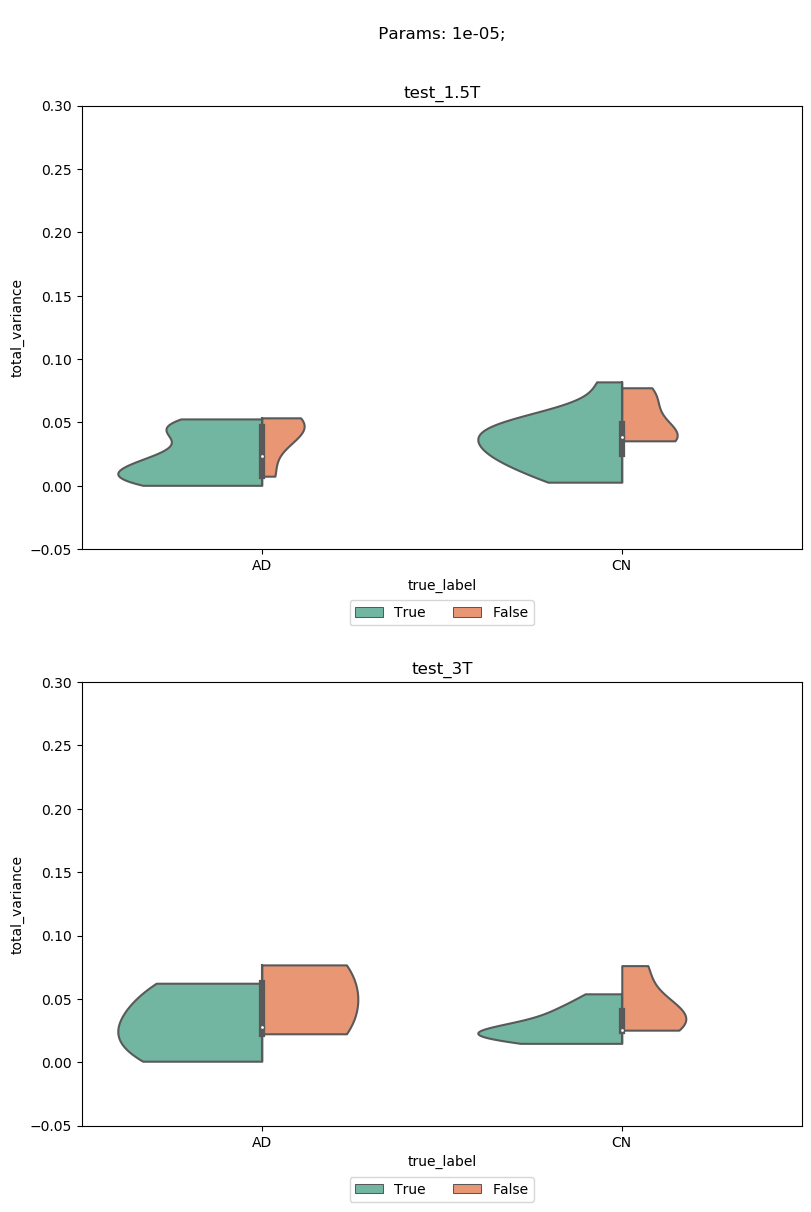 Params: 1e-05;
test_1.5T
0.30
0.25
0.20
0.15
0.10
0.05
0.00
−0.05
total_variance
AD CN
true_label
True False
test_3T
0.30
0.25
0.20
0.15
0.10
0.05
0.00
−0.05
total_variance
AD CN
true_label
True False